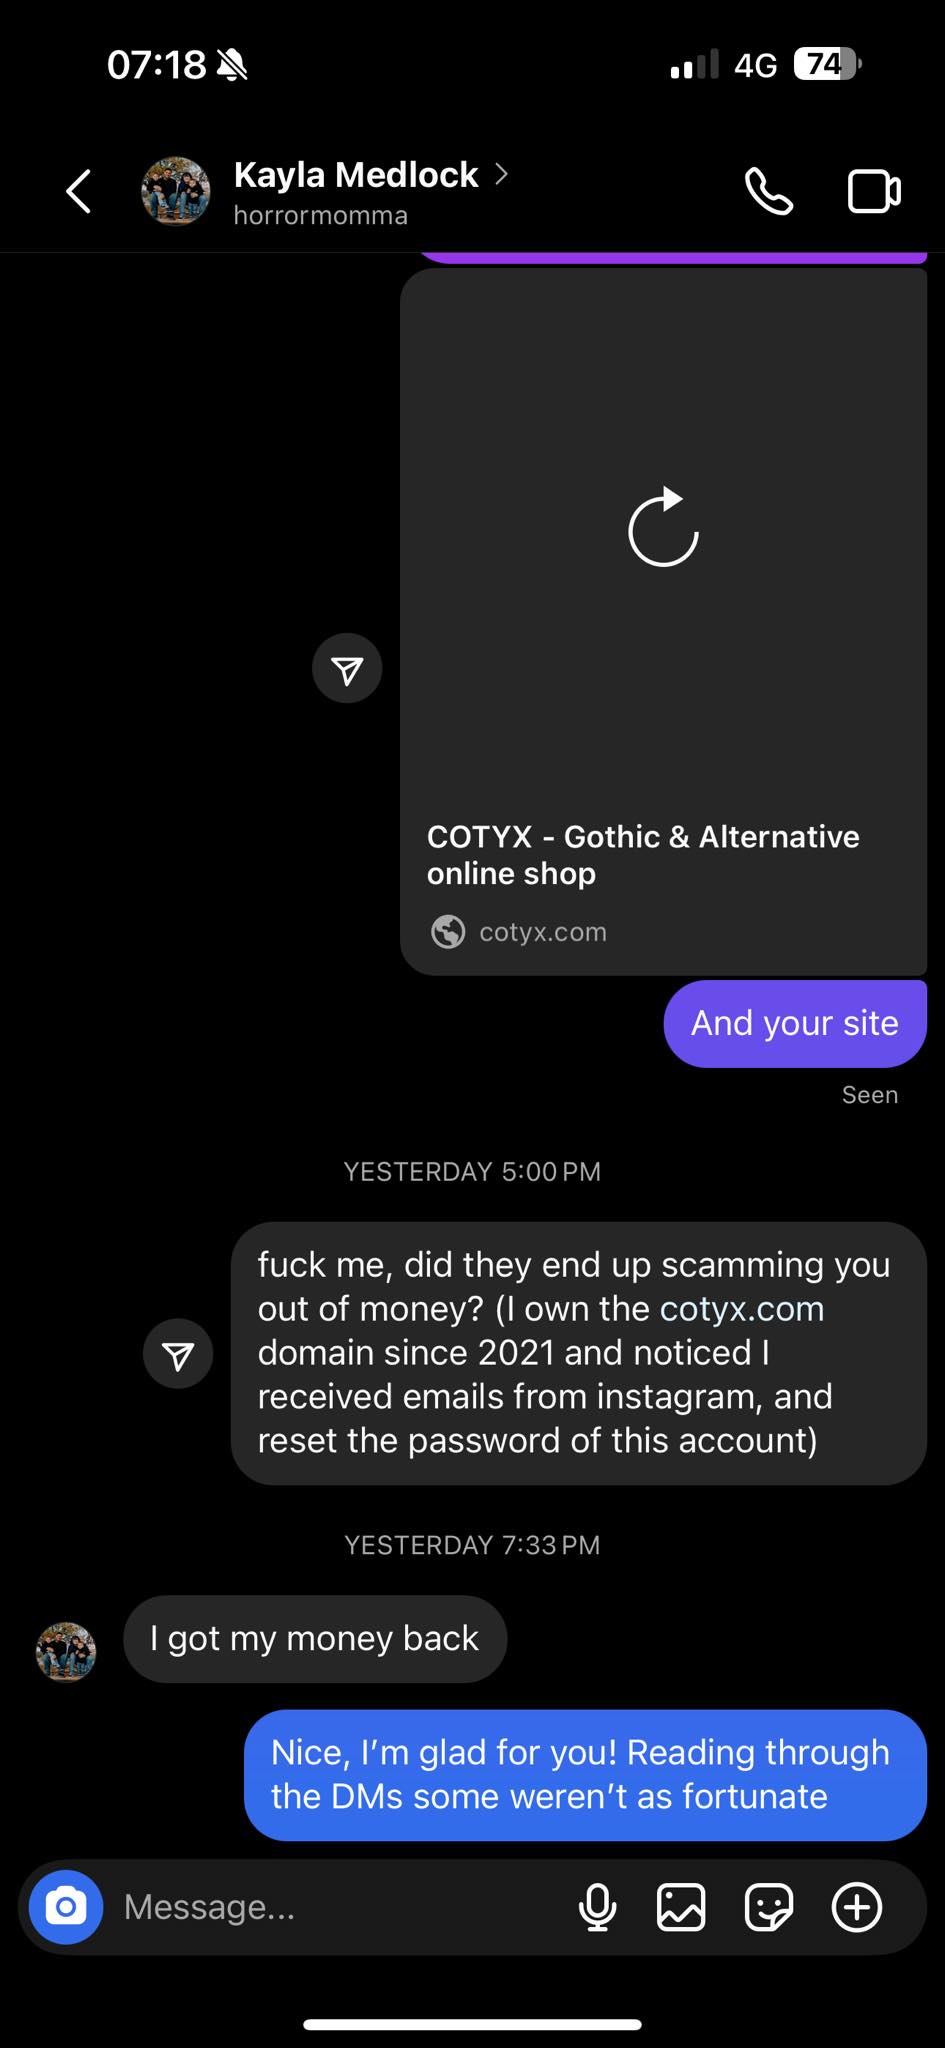 07:18
4G
74
Kayla Medlock
horrormomma
COTYX - Gothic & Alternative
online shop
cotyx.com
And your site
Seen
YESTERDAY 5:00 PM
fuck me, did they end up scamming you
out of money? (I own the cotyx.com
domain since 2021 and noticed I
received emails from instagram, and
reset the password of this account)
YESTERDAY 7:33 PM
I got my money back
Nice, I’m glad for you! Reading through
the DMs some weren’t as fortunate
Message...